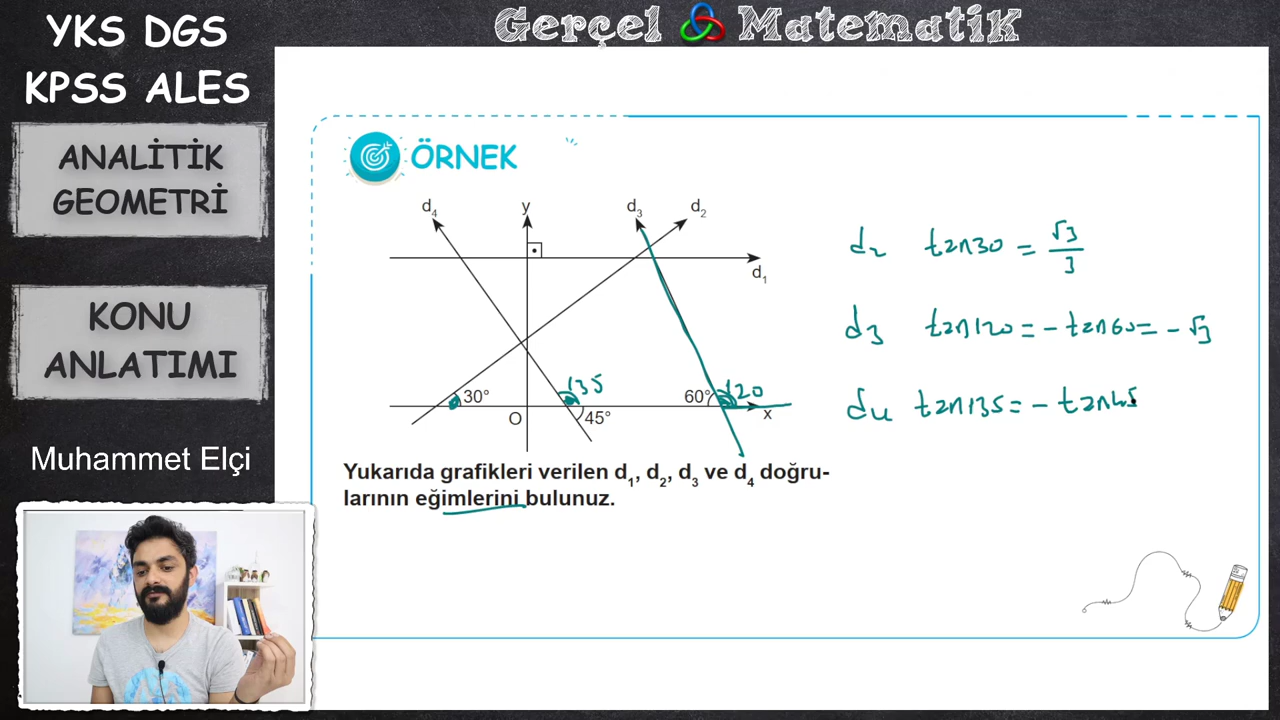 YKS DGS
KPSS ALES
Gerçel Matematik
ANALİTİK
GEOMETRİ
KONU
ANLATIMI
Muhammet Elçi
ÖRNEK
d4 y d3 d2
d1
30° 135 60° 120
O 45° x
Yukarıda grafikleri verilen d1, d2, d3 ve d4 doğru-
larının eğimlerini bulunuz.
d2 tan30 = √3/3
d3 tan120 = - tan60 = - √3
d4 tan135 = - tan45